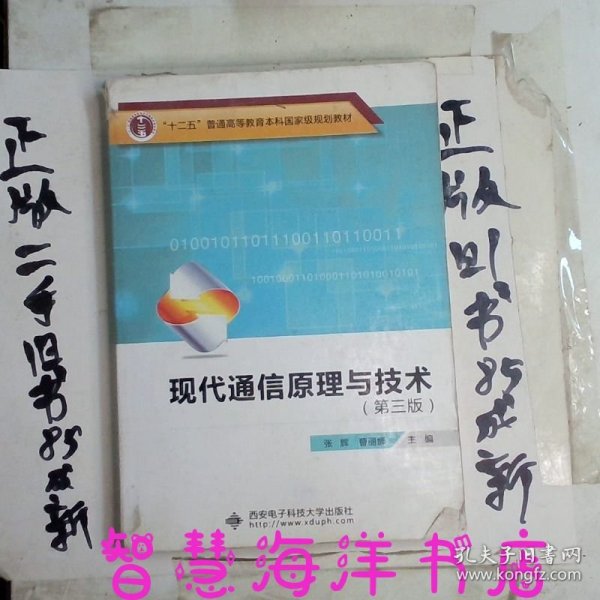 "十二五"普通高等教育本科国家级规划教材
010010110111100110110011
100100011010001101010010101
现代通信原理与技术
(第三版)
张辉 曹丽娜 主编
西安电子科技大学出版社
http://www.xduph.com
正版二手旧书85成新
正版旧书85成新
智慧海洋书店
孔夫子旧书网
www.kongfz.com